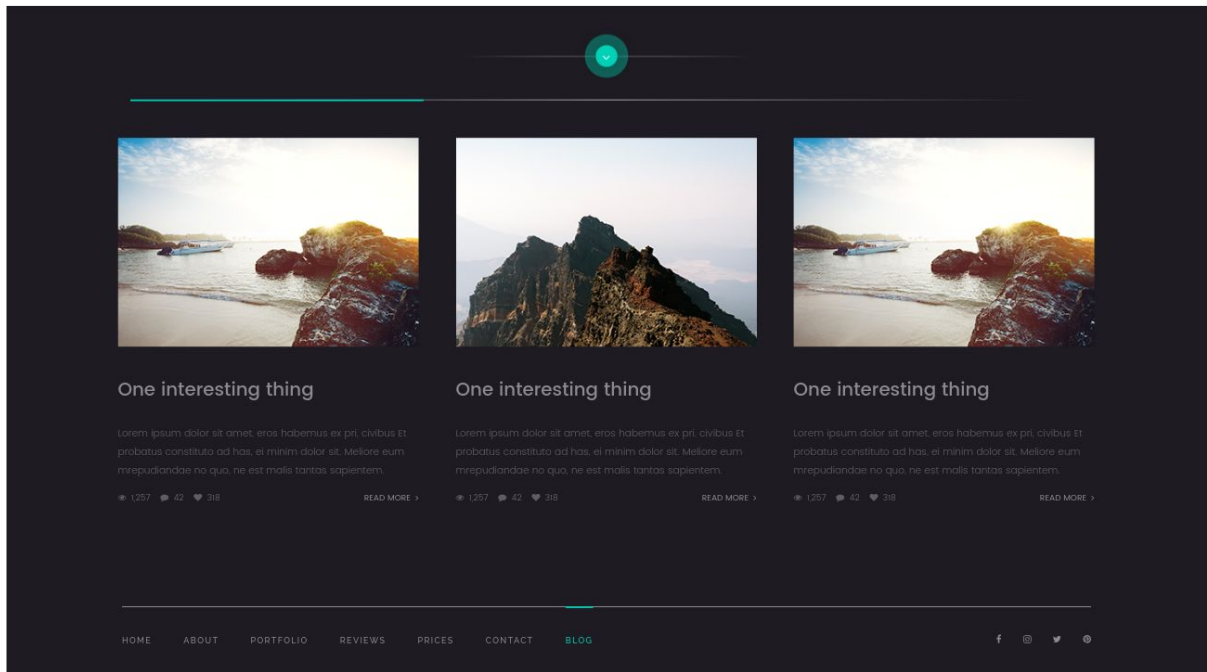 One interesting thing
Lorem ipsum dolor sit amet, eros habemus ex pri, civibus Et
probatus constituto ad has, ei minim dolor sit. Meliore eum
mrepudiandae no quo, ne est malis tantas sapientem.
1,257 42 318 READ MORE >
One interesting thing
Lorem ipsum dolor sit amet, eros habemus ex pri, civibus Et
probatus constituto ad has, ei minim dolor sit. Meliore eum
mrepudiandae no quo, ne est malis tantas sapientem.
1,257 42 318 READ MORE >
One interesting thing
Lorem ipsum dolor sit amet, eros habemus ex pri, civibus Et
probatus constituto ad has, ei minim dolor sit. Meliore eum
mrepudiandae no quo, ne est malis tantas sapientem.
1,257 42 318 READ MORE >
HOME ABOUT PORTFOLIO REVIEWS PRICES CONTACT BLOG